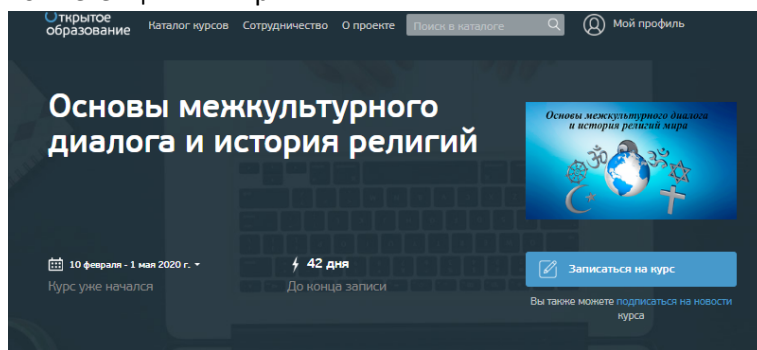 Открытое
образование
Каталог курсов Сотрудничество О проекте Поиск в каталоге Мой профиль
Основы межкультурного
диалога и история религий
Основы межкультурного диалога
и история религий мира
10 февраля - 1 мая 2020 г.
42 дня
Записаться на курс
Курс уже начался
До конца записи
Вы также можете подписаться на новости
курса